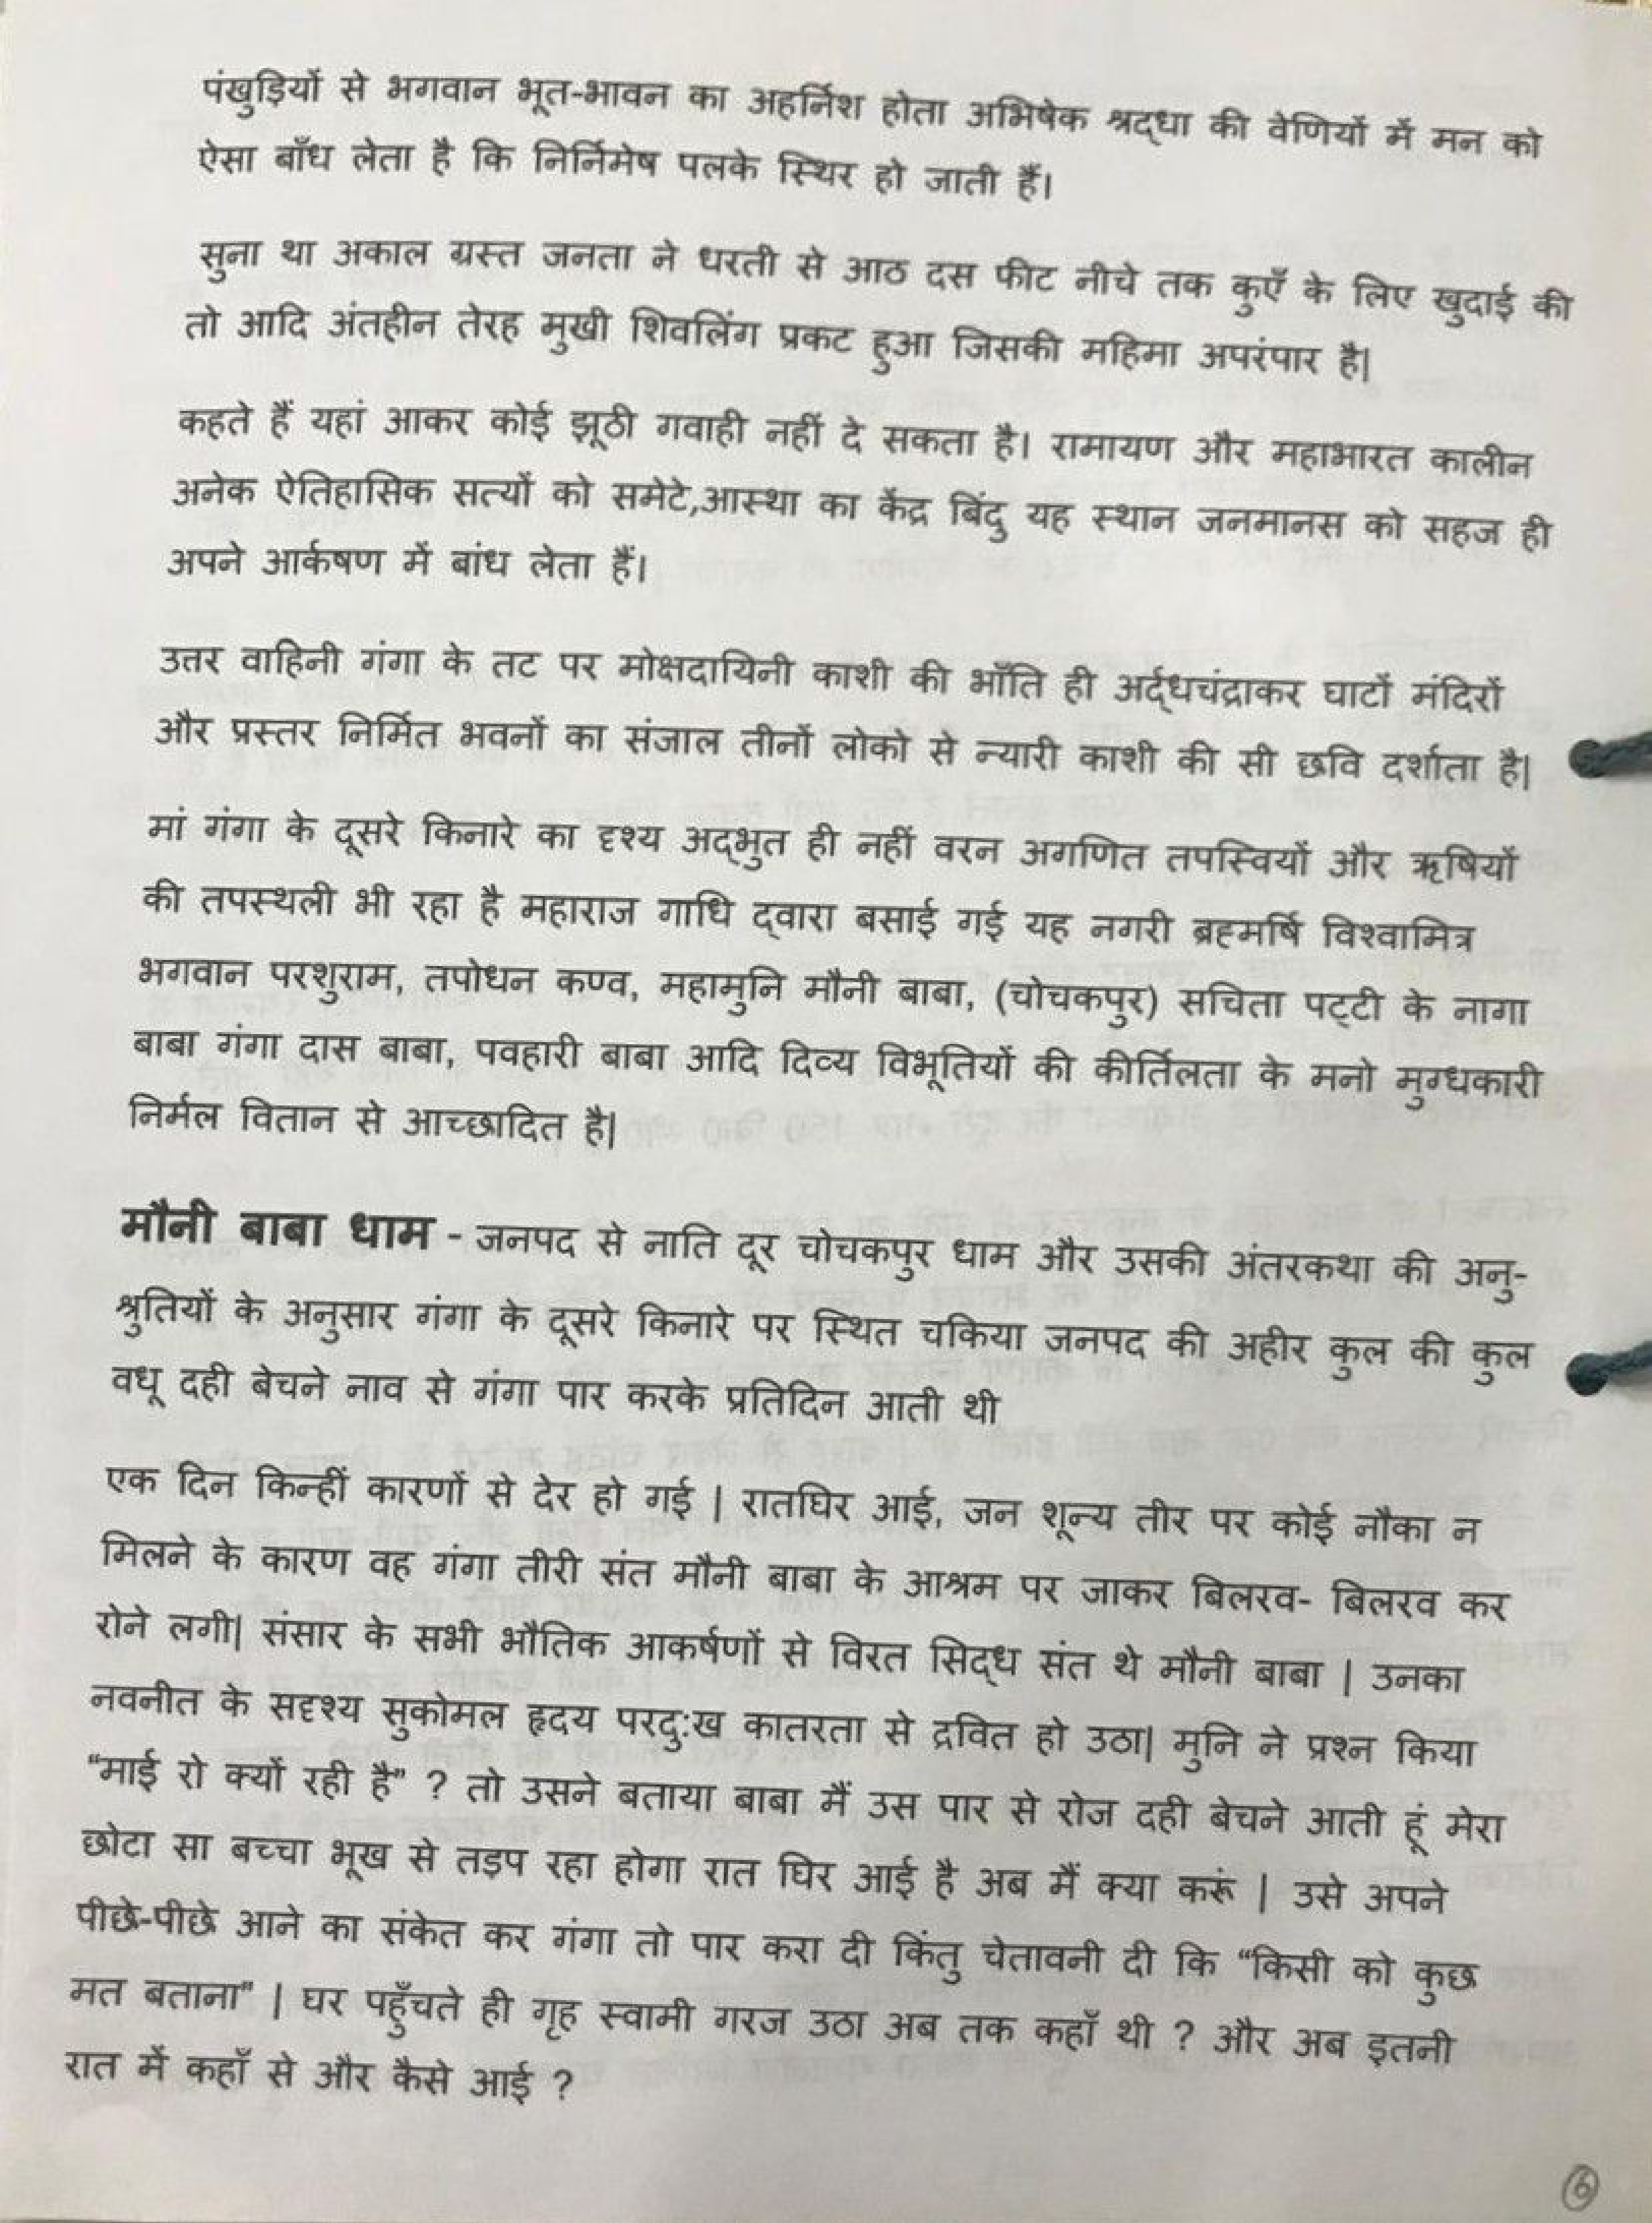 पंखुड़ियों से भगवान भूत-भावन का अहर्निश होता अभिषेक श्रद्धा की वेणियों में मन को
ऐसा बाँध लेता है कि निर्निमेष पलके स्थिर हो जाती हैं।
सुना था अकाल ग्रस्त जनता ने धरती से आठ दस फीट नीचे तक कुएँ के लिए खुदाई की
तो आदि अंतहीन तेरह मुखी शिवलिंग प्रकट हुआ जिसकी महिमा अपरंपार है|
कहते हैं यहां आकर कोई झूठी गवाही नहीं दे सकता है। रामायण और महाभारत कालीन
अनेक ऐतिहासिक सत्यों को समेटे,आस्था का केंद्र बिंदु यह स्थान जनमानस को सहज ही
अपने आर्कषण में बांध लेता हैं।
उत्तर वाहिनी गंगा के तट पर मोक्षदायिनी काशी की भाँति ही अर्द्धचंद्राकर घाटों मंदिरों
और प्रस्तर निर्मित भवनों का संजाल तीनों लोको से न्यारी काशी की सी छवि दर्शाता है|
मां गंगा के दूसरे किनारे का दृश्य अद्भुत ही नहीं वरन अगणित तपस्वियों और ऋषियों
की तपस्थली भी रहा है महाराज गाधि द्वारा बसाई गई यह नगरी ब्रह्मर्षि विश्वामित्र
भगवान परशुराम, तपोधन कण्व, महामुनि मौनी बाबा, (चोचकपुर) सचिता पट्टी के नागा
बाबा गंगा दास बाबा, पवहारी बाबा आदि दिव्य विभूतियों की कीर्तिलता के मनो मुग्धकारी
निर्मल वितान से आच्छादित है|
मौनी बाबा धाम - जनपद से नाति दूर चोचकपुर धाम और उसकी अंतरकथा की अनु-
श्रुतियों के अनुसार गंगा के दूसरे किनारे पर स्थित चकिया जनपद की अहीर कुल की कुल
वधू दही बेचने नाव से गंगा पार करके प्रतिदिन आती थी
एक दिन किन्हीं कारणों से देर हो गई | रातघिर आई, जन शून्य तीर पर कोई नौका न
मिलने के कारण वह गंगा तीरी संत मौनी बाबा के आश्रम पर जाकर बिलरव- बिलरव कर
रोने लगी| संसार के सभी भौतिक आकर्षणों से विरत सिद्ध संत थे मौनी बाबा | उनका
नवनीत के सदृश्य सुकोमल हृदय परदु:ख कातरता से द्रवित हो उठा| मुनि ने प्रश्न किया
“माई रो क्यों रही है” ? तो उसने बताया बाबा मैं उस पार से रोज दही बेचने आती हूं मेरा
छोटा सा बच्चा भूख से तड़प रहा होगा रात घिर आई है अब मैं क्या करूं | उसे अपने
पीछे-पीछे आने का संकेत कर गंगा तो पार करा दी किंतु चेतावनी दी कि “किसी को कुछ
मत बताना” | घर पहुँचते ही गृह स्वामी गरज उठा अब तक कहाँ थी ? और अब इतनी
रात में कहाँ से और कैसे आई ?
6